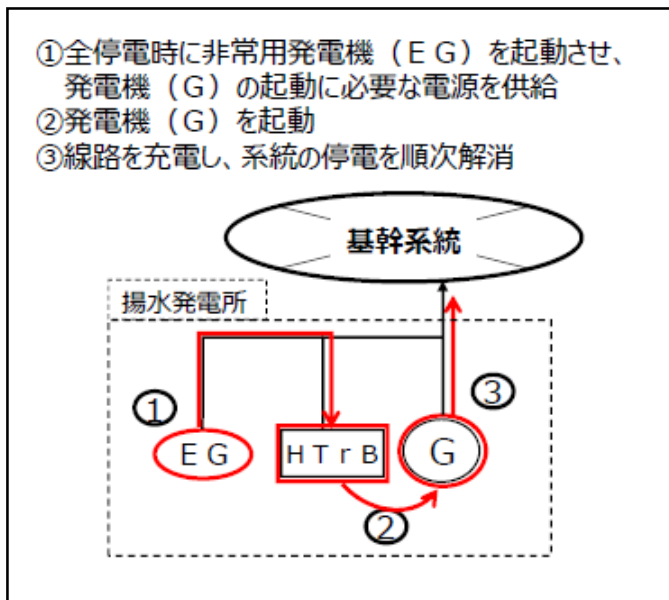 ①全停電時に非常用発電機（ＥＧ）を起動させ、
発電機（Ｇ）の起動に必要な電源を供給
②発電機（Ｇ）を起動
③線路を充電し、系統の停電を順次解消
基幹系統
揚水発電所
①
③
ＥＧ
ＨＴｒＢ
Ｇ
②